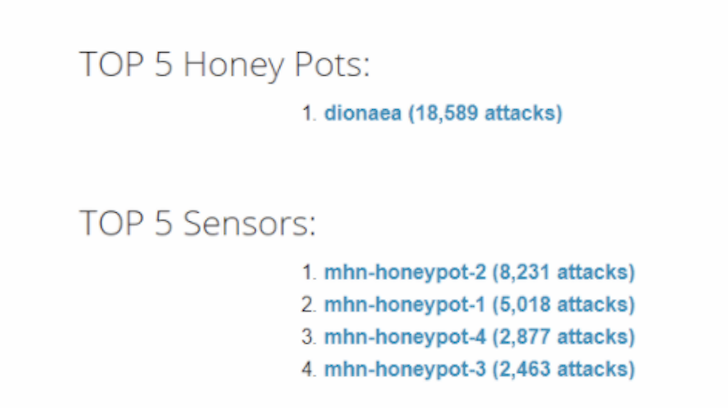 TOP 5 Honey Pots:
1. dionaea (18,589 attacks)
TOP 5 Sensors:
1. mhn-honeypot-2 (8,231 attacks)
2. mhn-honeypot-1 (5,018 attacks)
3. mhn-honeypot-4 (2,877 attacks)
4. mhn-honeypot-3 (2,463 attacks)